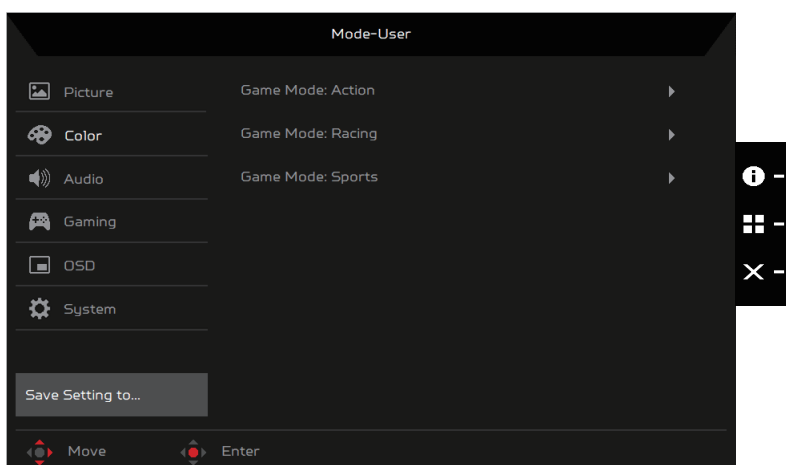 Mode-User
Picture
Color
Audio
Gaming
OSD
System
Save Setting to...
Game Mode: Action
Game Mode: Racing
Game Mode: Sports
Move
Enter